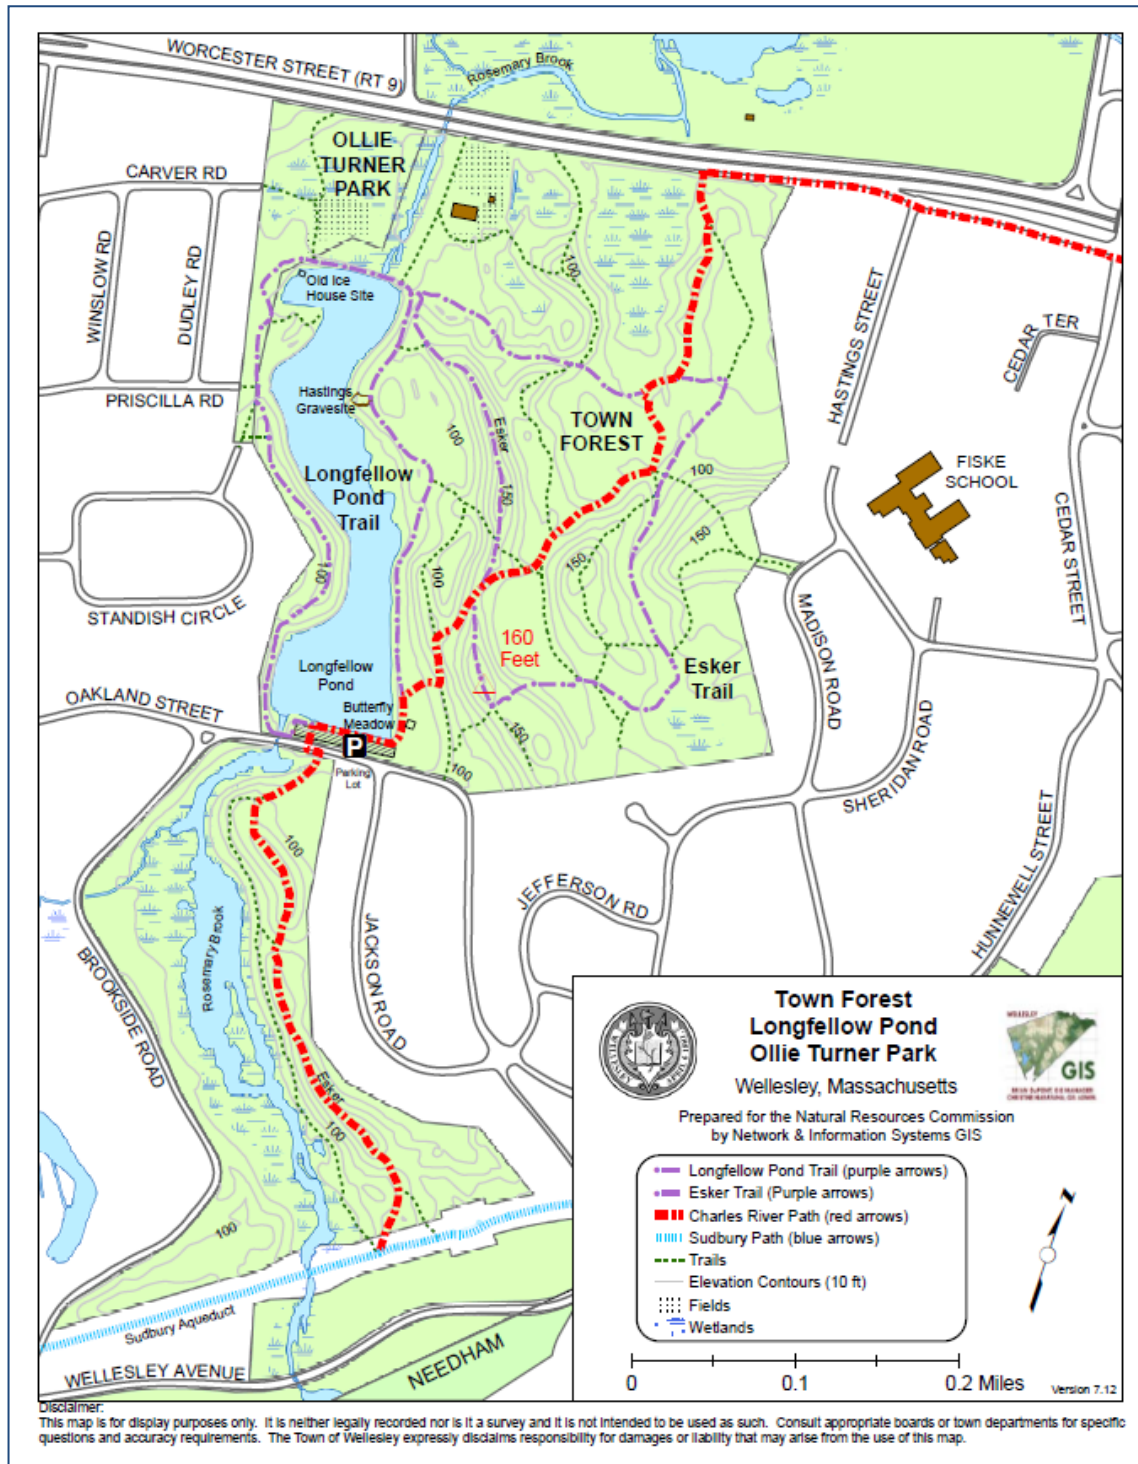 WORCESTER STREET (RT 9)
Rosemary Brook
OLLIE
TURNER
PARK
CARVER RD
WINSLOW RD
DUDLEY RD
Old Ice
House Site
100
HASTINGS STREET
CEDAR TER
PRISCILLA RD
Hastings
Gravesite
100
Esker
TOWN
FOREST
Longfellow
Pond
Trail
150
100
FISKE
SCHOOL
CEDAR STREET
150
150
100
100
STANDISH CIRCLE
160
Feet
MADISON ROAD
Longfellow
Pond
Esker
Trail
OAKLAND STREET
Butterfly
Meadow
150
P
Parking
Lot
100
SHERIDAN ROAD
100
HUNNEWELL STREET
JEFFERSON RD
Rosemary Brook
JACKSON ROAD
BROOKSIDE ROAD
Esker
100
100
Sudbury Aqueduct
WELLESLEY AVENUE
NEEDHAM
Town Forest
Longfellow Pond
Ollie Turner Park
WELLESLEY
GIS
Wellesley, Massachusetts
Prepared for the Natural Resources Commission
by Network & Information Systems GIS
Longfellow Pond Trail (purple arrows)
Esker Trail (Purple arrows)
Charles River Path (red arrows)
Sudbury Path (blue arrows)
Trails
Elevation Contours (10 ft)
Fields
Wetlands
N
0 0.1 0.2 Miles
Version 7.12
Disclaimer:
This map is for display purposes only. It is neither legally recorded nor is it a survey and it is not intended to be used as such. Consult appropriate boards or town departments for specific
questions and accuracy requirements. The Town of Wellesley expressly disclaims responsibility for damages or liability that may arise from the use of this map.